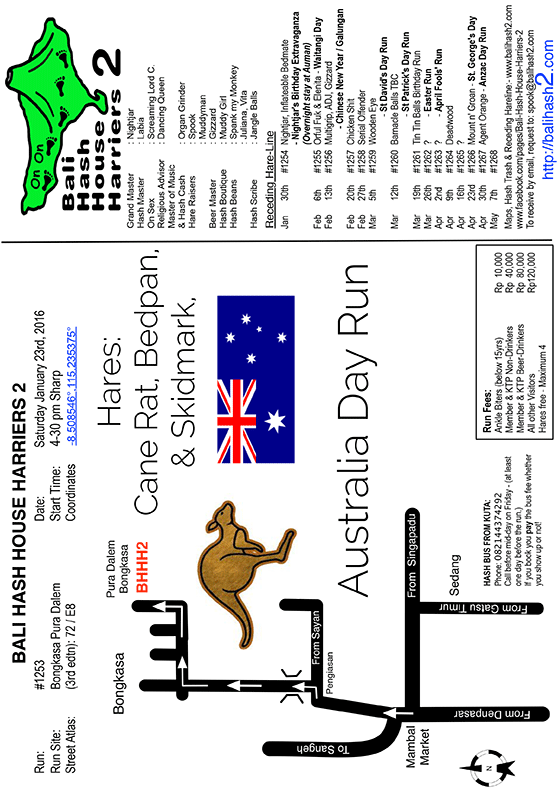 BALI HASH HOUSE HARRIERS 2
Run: #1253
Run Site: Bongkasa Pura Dalem
Street Atlas: (3rd edtn): 72 / E8
Date: Saturday January 23rd, 2016
Start Time: 4-30 pm Sharp
Coordinates -8.508546°,115.235375°
Hares:
Cane Rat, Bedpan,
& Skidmark,
Australia Day Run
Bongkasa
Pura Dalem
Bongkasa
BHHH2
From Sayan
Pengiasan
To Sangeh
Mambal
Market
From Singapadu
Sedang
From Denpasar
From Gatsu Timur
N
HASH BUS FROM KUTA:
Phone: 082144374292
Call before mid-day on Friday - (at least
one day before the run.)
If you book you pay the bus fee whether
you show up or not!
Run Fees:
Ankle Biters (below 15yrs) Rp 10,000
Member & KTP Non-Drinkers Rp 40,000
Member & KTP Beer-Drinkers Rp 80,000
All other Visitors Rp120,000
Hares free - Maximum 4
On On
Bali
Hash
House
Harriers 2
Grand Master : Nightjar
Hash Master : Labia
On Sex : Screaming Lord C.
Religious Advisor : Dancing Queen
Master of Music
& Hash Cash : Organ Grinder
Hare Raisers : Spook
: Muddyman
Beer Master : Gizzard
Hash Boutique : Muddy Girl
Hash Beans : Spank my Monkey
: Juliana, Vita
Hash Scribe : Jangle Balls
Receding Hare-Line
Jan 30th #1254 Nightjar, Inflateable Bedmate
Nightjar's Birthday Extravaganza
(Overnight stay at Aman)
Feb 6th #1255 Orful Fuk & Elenta - Waitangi Day
Feb 13th #1256 Multigrip, ADJ, Gizzard
- Chinese New Year / Galungan
Feb 20th #1257 Chicken Shit
Feb 27th #1258 Serial Offender
Mar 5th #1259 Wooden Eye
- St David's Day Run
Mar 12th #1260 Barnacle Balls TBC
- St Patrick's Day Run
Mar 19th #1261 Tin Tin Balls Birthday Run
Mar 26th #1262 ? - Easter Run
Apr 2nd #1263 ? - April Fools' Run
Apr 9th #1264 Deadwood
Apr 16th #1265 ?
Apr 23rd #1266 Mount n' Groan - St. George's Day
Apr 30th #1267 Agent Orange - Anzac Day Run
May 7th #1268
Maps, Hash Trash & Receding Hareline: - www.balihash2.com
www.facebook.com/pages/Bali-Hash-House-Harriers-2
To receive by email, request to: spook@balihash2.com
http://balihash2.com